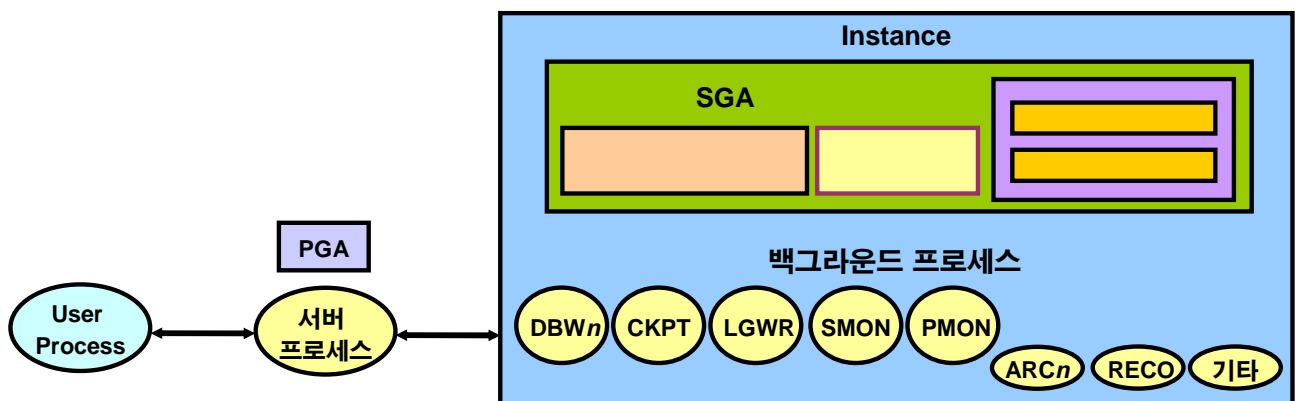 Instance
SGA
PGA
백그라운드 프로세스
User
Process
서버
프로세스
DBWn
CKPT
LGWR
SMON
PMON
ARCn
RECO
기타